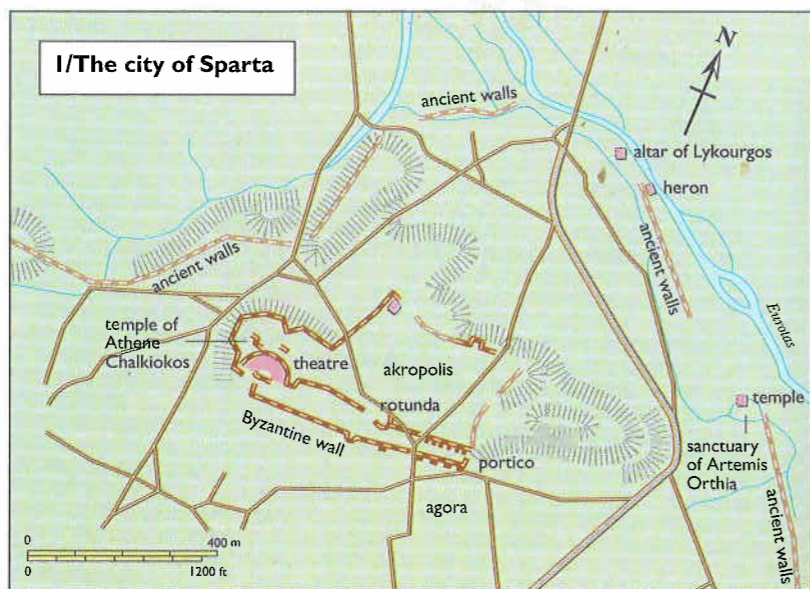 1/The city of Sparta
N
ancient walls
altar of Lykourgos
heron
ancient walls
ancient walls
Eurotas
temple of
Athene
Chalkiokos
theatre
akropolis
rotunda
temple
Byzantine wall
portico
sanctuary
of Artemis
Orthia
agora
ancient walls
0
400 m
0
1200 ft